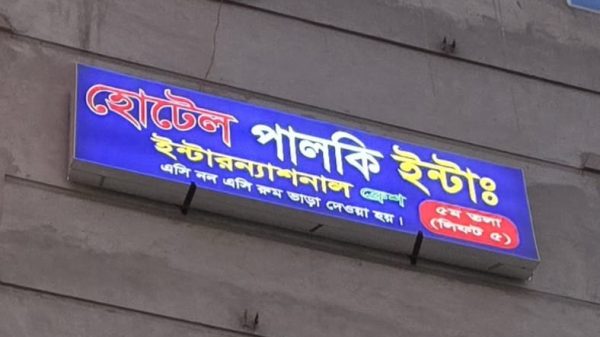 হোটেল পালকি ইন্টাঃ
ইন্টারন্যাশনাল
এসি নন এসি রুম ভাড়া দেওয়া হয়।
৫ম তলা
(লিফট ৫)